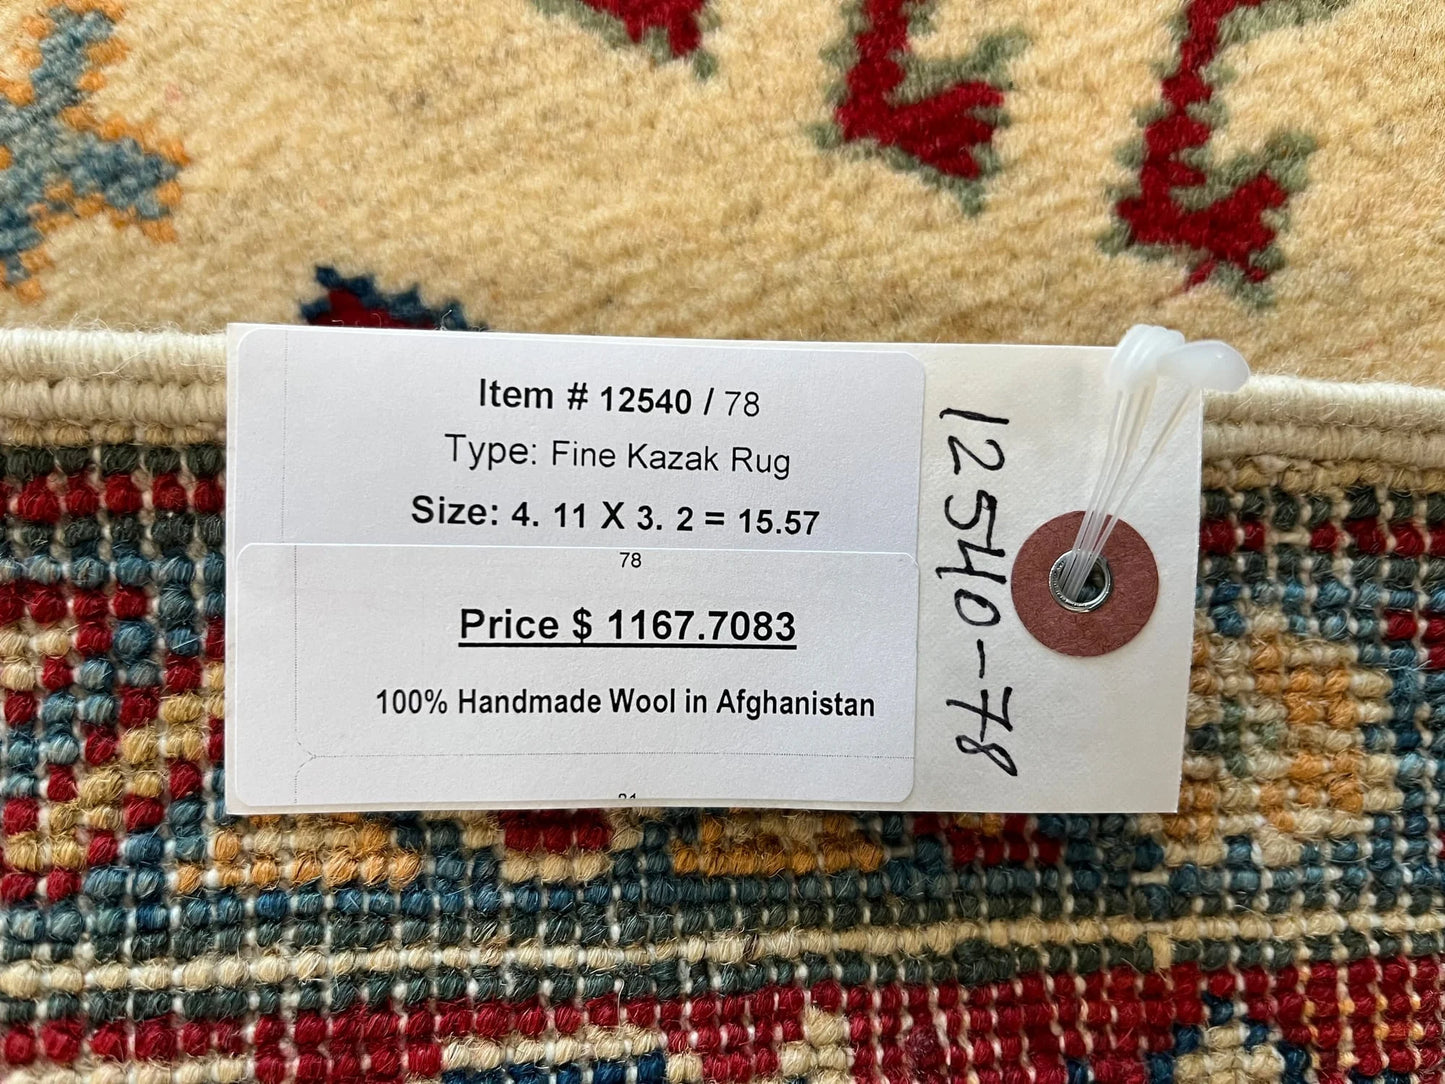 Item # 12540 / 78
Type: Fine Kazak Rug
Size: 4. 11 X 3. 2 = 15.57
78
Price $ 1167.7083
100% Handmade Wool in Afghanistan
12540-78